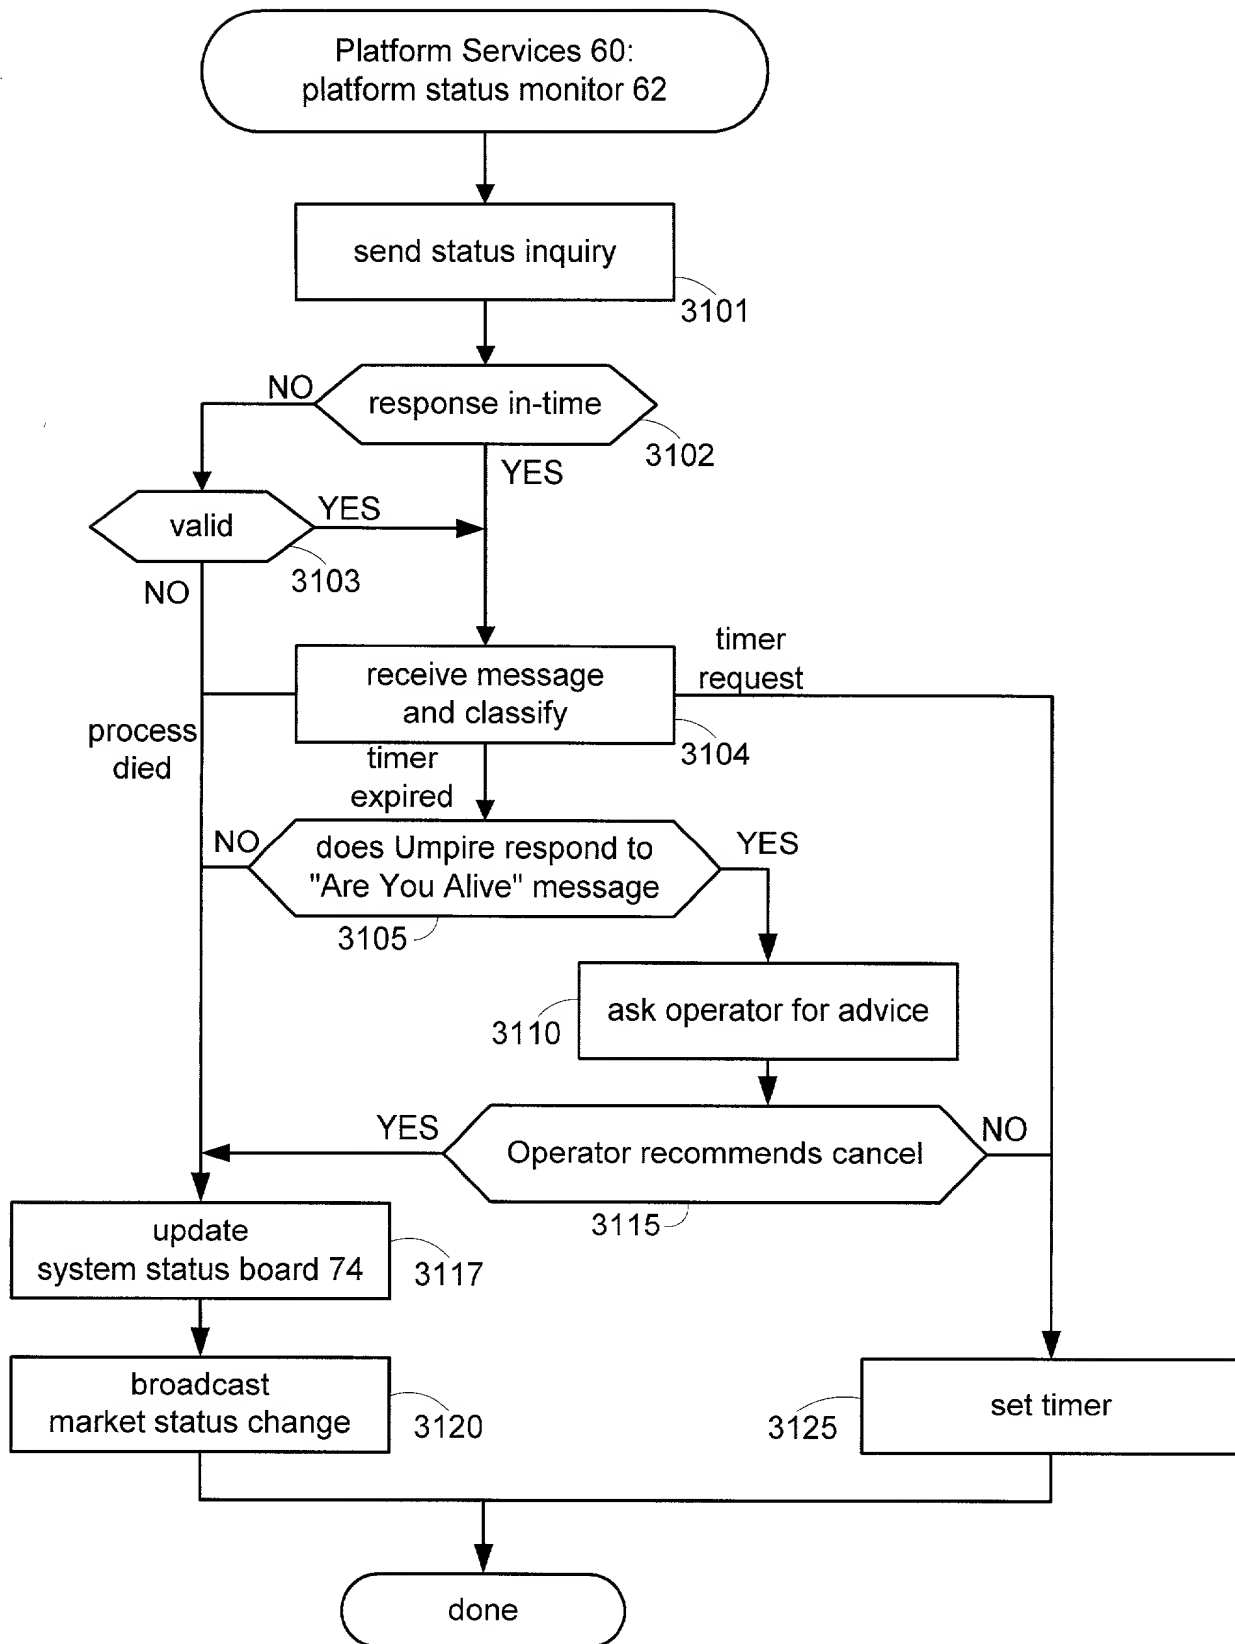 Platform Services 60:
platform status monitor 62
send status inquiry
3101
NO
response in-time
3102
YES
valid
YES
3103
NO
timer
request
receive message
and classify
3104
process
died
timer
expired
NO
does Umpire respond to
"Are You Alive" message
YES
3105
ask operator for advice
3110
YES
Operator recommends cancel
NO
3115
update
system status board 74
3117
broadcast
market status change
3120
set timer
3125
done